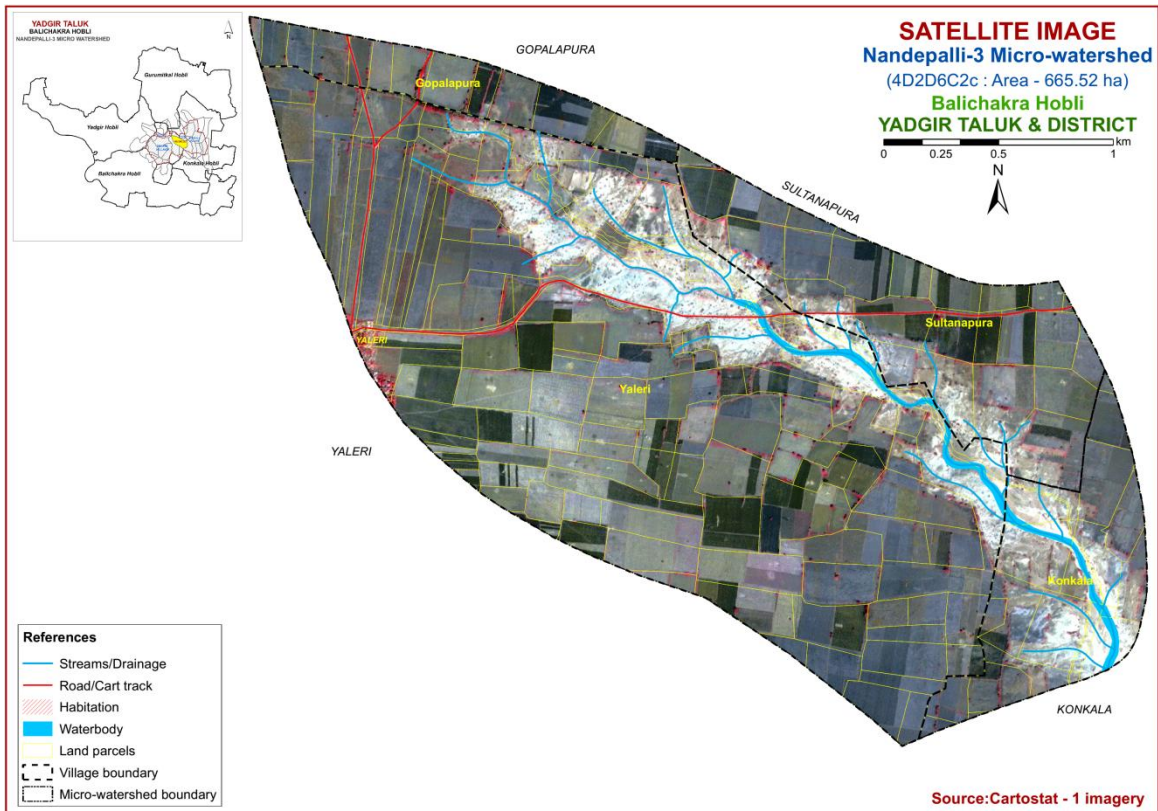 YADGIR TALUK
BALICHAKRA HOBLI
NANDEPALLI-3 MICRO WATERSHED
N
Gurumitkal Hobli
Yadgir Hobli
Konkala Hobli
Balichakra Hobli
SATELLITE IMAGE
Nandepalli-3 Micro-watershed
(4D2D6C2c : Area - 665.52 ha)
Balichakra Hobli
YADGIR TALUK & DISTRICT
0 0.25 0.5 1 km
N
GOPALAPURA
Gopalapura
SULTANAPURA
Sultanapura
YALERI
Yaleri
YALERI
Konkala
KONKALA
References
Streams/Drainage
Road/Cart track
Habitation
Waterbody
Land parcels
Village boundary
Micro-watershed boundary
Source:Cartostat - 1 imagery